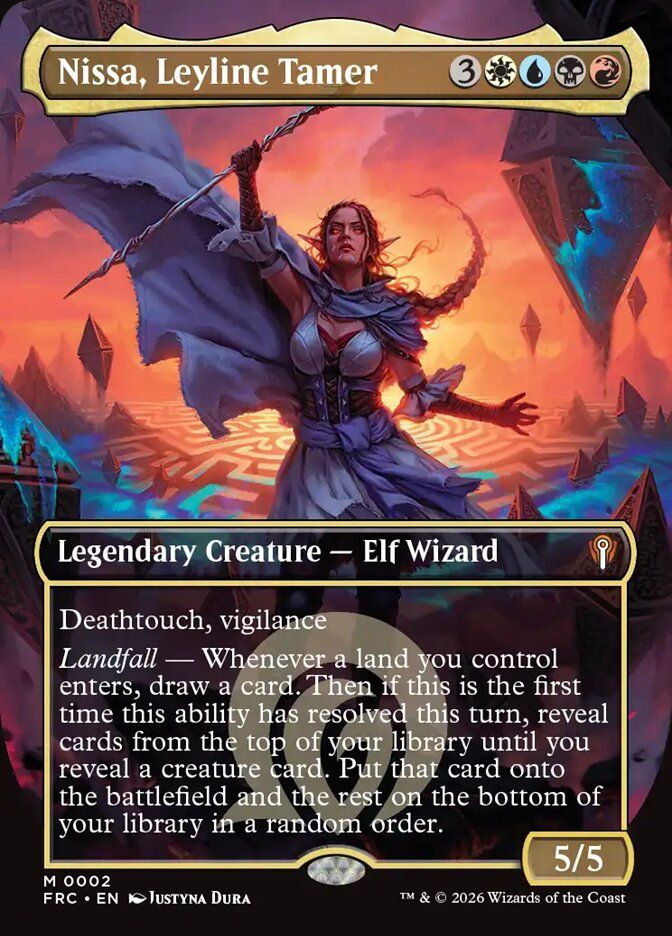 Nissa, Leyline Tamer 3
Legendary Creature — Elf Wizard
Deathtouch, vigilance
Landfall — Whenever a land you control
enters, draw a card. Then if this is the first
time this ability has resolved this turn, reveal
cards from the top of your library until you
reveal a creature card. Put that card onto
the battlefield and the rest on the bottom of
your library in a random order.
5/5
M 0002
FRC • EN Justyna Dura
™ & © 2026 Wizards of the Coast